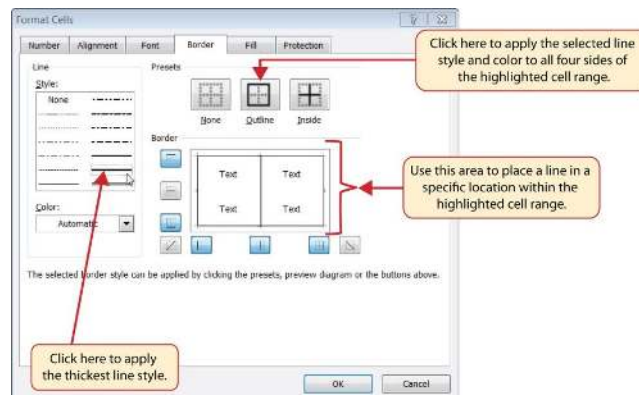 Format Cells
Number Alignment Font Border Fill Protection
Click here to apply the selected line
style and color to all four sides of
the highlighted cell range.
Line
Style:
None
Presets
None Outline Inside
Border
Text Text
Text Text
Use this area to place a line in a
specific location within the
highlighted cell range.
Color:
Automatic
The selected border style can be applied by clicking the presets, preview diagram or the buttons above.
Click here to apply
the thickest line style.
OK Cancel